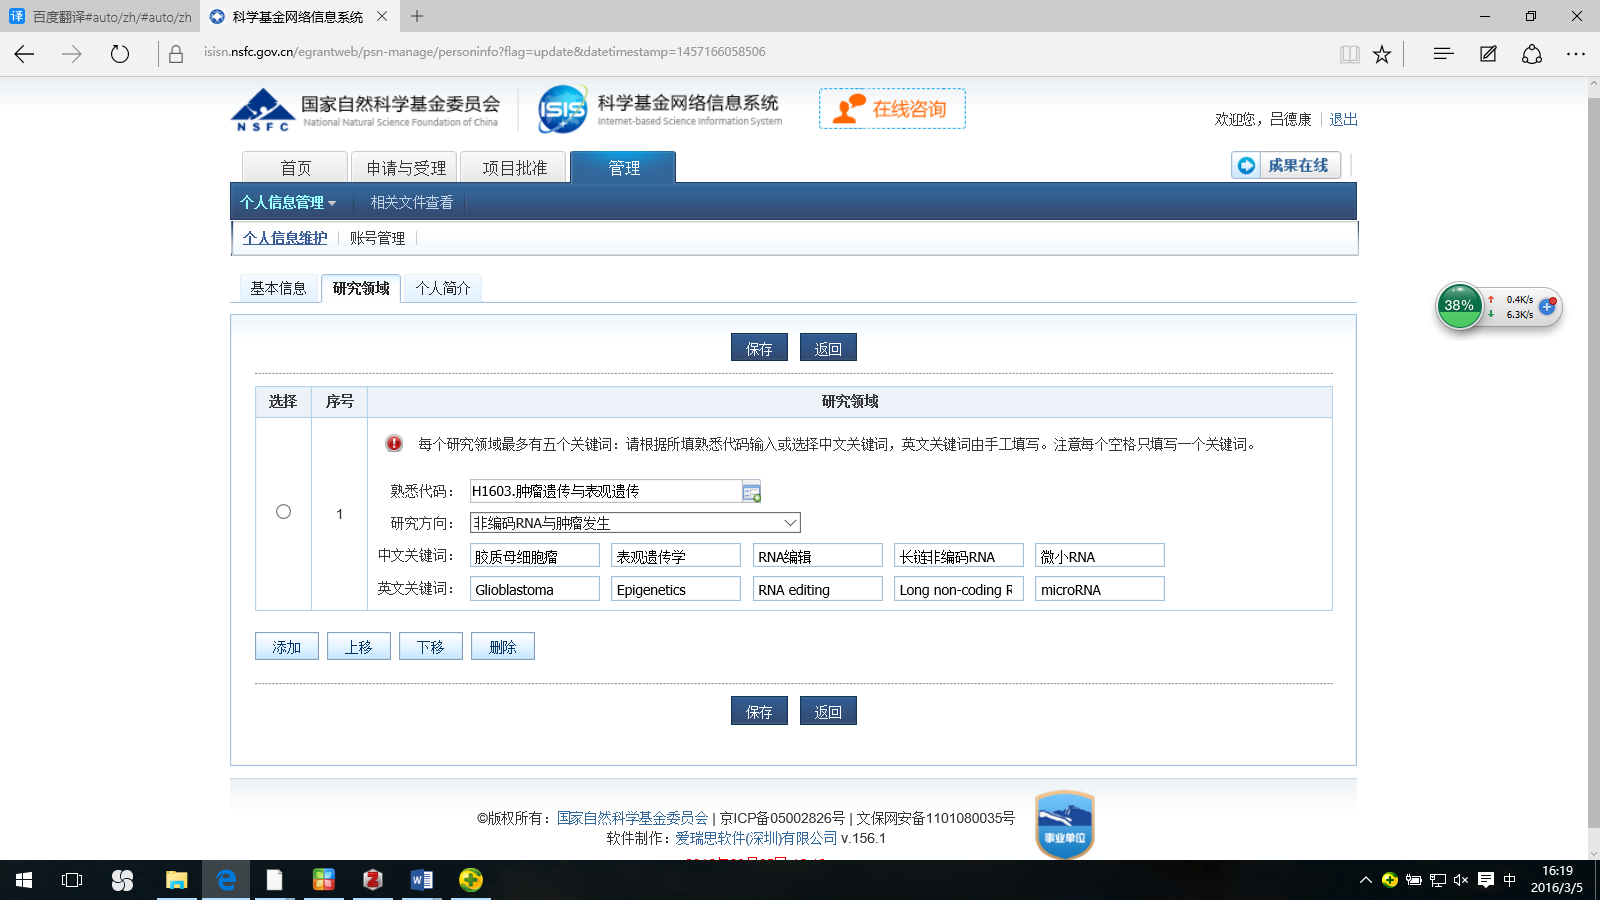 百度翻译#auto/zh/#auto/zh
科学基金网络信息系统
isisn.nsfc.gov.cn/egrantweb/psn-manage/personinfo?flag=update&datetimestamp=1457166058506
NSFC
国家自然科学基金委员会
National Natural Science Foundation of China
ISIS
科学基金网络信息系统
Internet-based Science Information System
在线咨询
欢迎您，吕德康 退出
首页 申请与受理 项目批准 管理
成果在线
个人信息管理 相关文件查看
个人信息维护 账号管理
基本信息 研究领域 个人简介
38%
0.4K/s
6.3K/s
保存 返回
选择 序号 研究领域
每个研究领域最多有五个关键词：请根据所填熟悉代码输入或选择中文关键词，英文关键词由手工填写。注意每个空格只填写一个关键词。
1
熟悉代码： H1603.肿瘤遗传与表观遗传
研究方向： 非编码RNA与肿瘤发生
中文关键词： 胶质母细胞瘤 表观遗传学 RNA编辑 长链非编码RNA 微小RNA
英文关键词： Glioblastoma Epigenetics RNA editing Long non-coding R microRNA
添加 上移 下移 删除
保存 返回
©版权所有：国家自然科学基金委员会 | 京ICP备05002826号 | 文保网安备1101080035号
软件制作：爱瑞思软件(深圳)有限公司 v.156.1
事业单位
中
16:19
2016/3/5